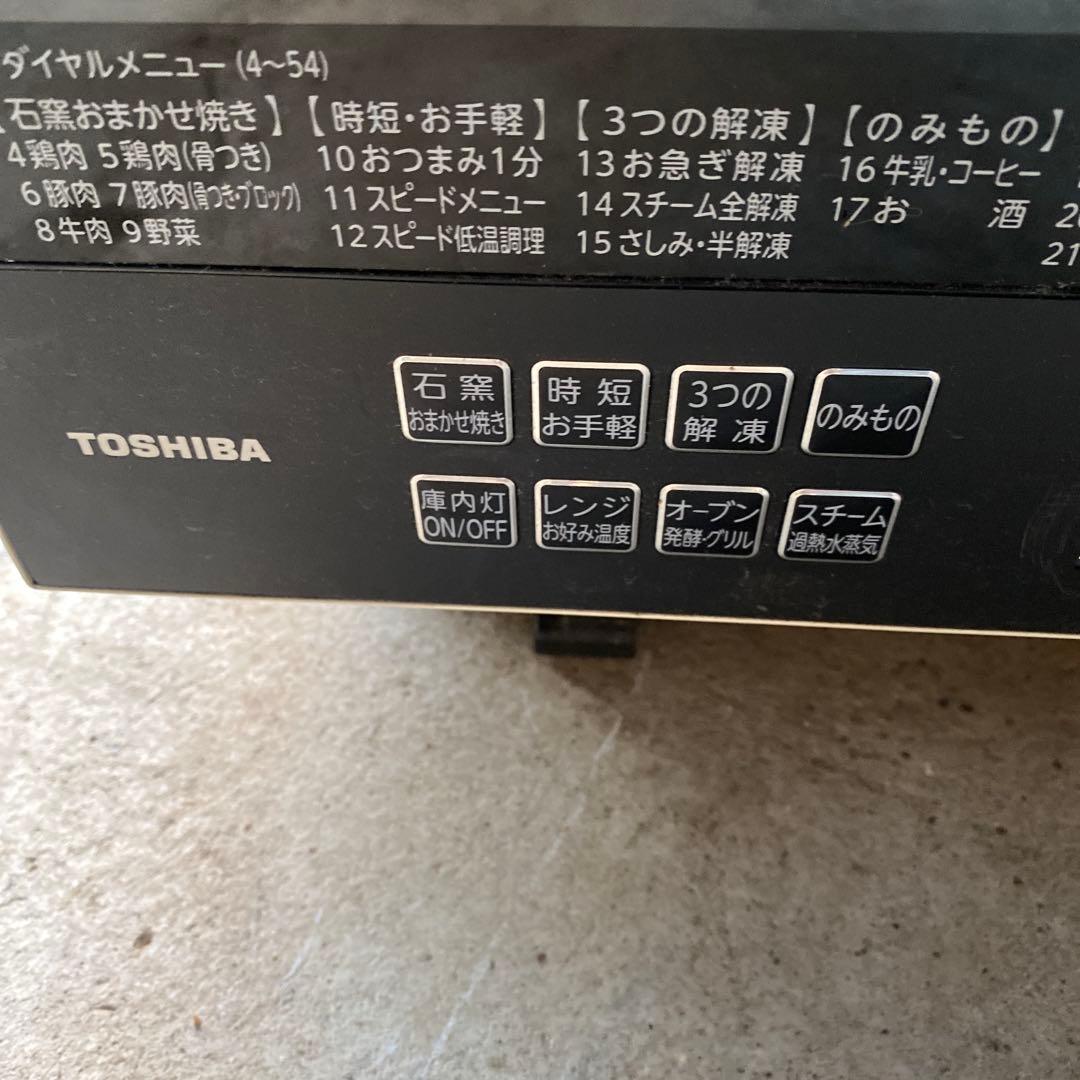 ダイヤルメニュー(4〜54)
【石窯おまかせ焼き】【時短・お手軽】【3つの解凍】【のみもの】
4鶏肉 5鶏肉(骨つき) 10おつまみ1分 13お急ぎ解凍 16牛乳・コーヒー
6豚肉 7豚肉(骨つき・ブロック) 11スピードメニュー 14スチーム全解凍 17お酒
8牛肉 9野菜 12スピード低温調理 15さしみ・半解凍 21
TOSHIBA
石窯
おまかせ焼き
時短
お手軽
3つの
解凍
のみもの
庫内灯
ON/OFF
レンジ
お好み温度
オーブン
発酵・グリル
スチーム
過熱水蒸気